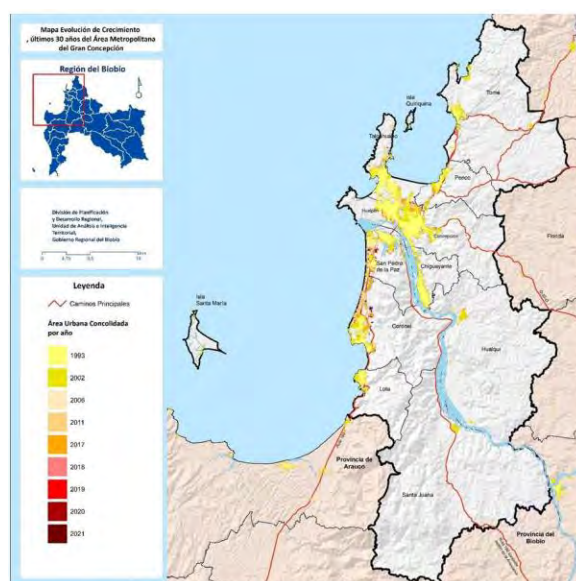 Mapa Evolución de Crecimiento
, últimos 30 años del Área Metropolitana
del Gran Concepción
Región del Biobío
División de Planificación
y Desarrollo Regional,
Unidad de Análisis e Inteligencia
Territorial,
Gobierno Regional del Biobío
Leyenda
Caminos Principales
Área Urbana Concolidada
por año
1993
2002
2011
2017
2018
2019
2020
2021
Isla
Quiriquina
Tomé
Talcahuano
Penco
Hualpén
Concepción
Florida
San Pedro
de la Paz
Chiguayante
Isla
Santa María
Coronel
Hualqui
Lota
Provincia
de Arauco
Santa Juana
Provincia del
Biobío